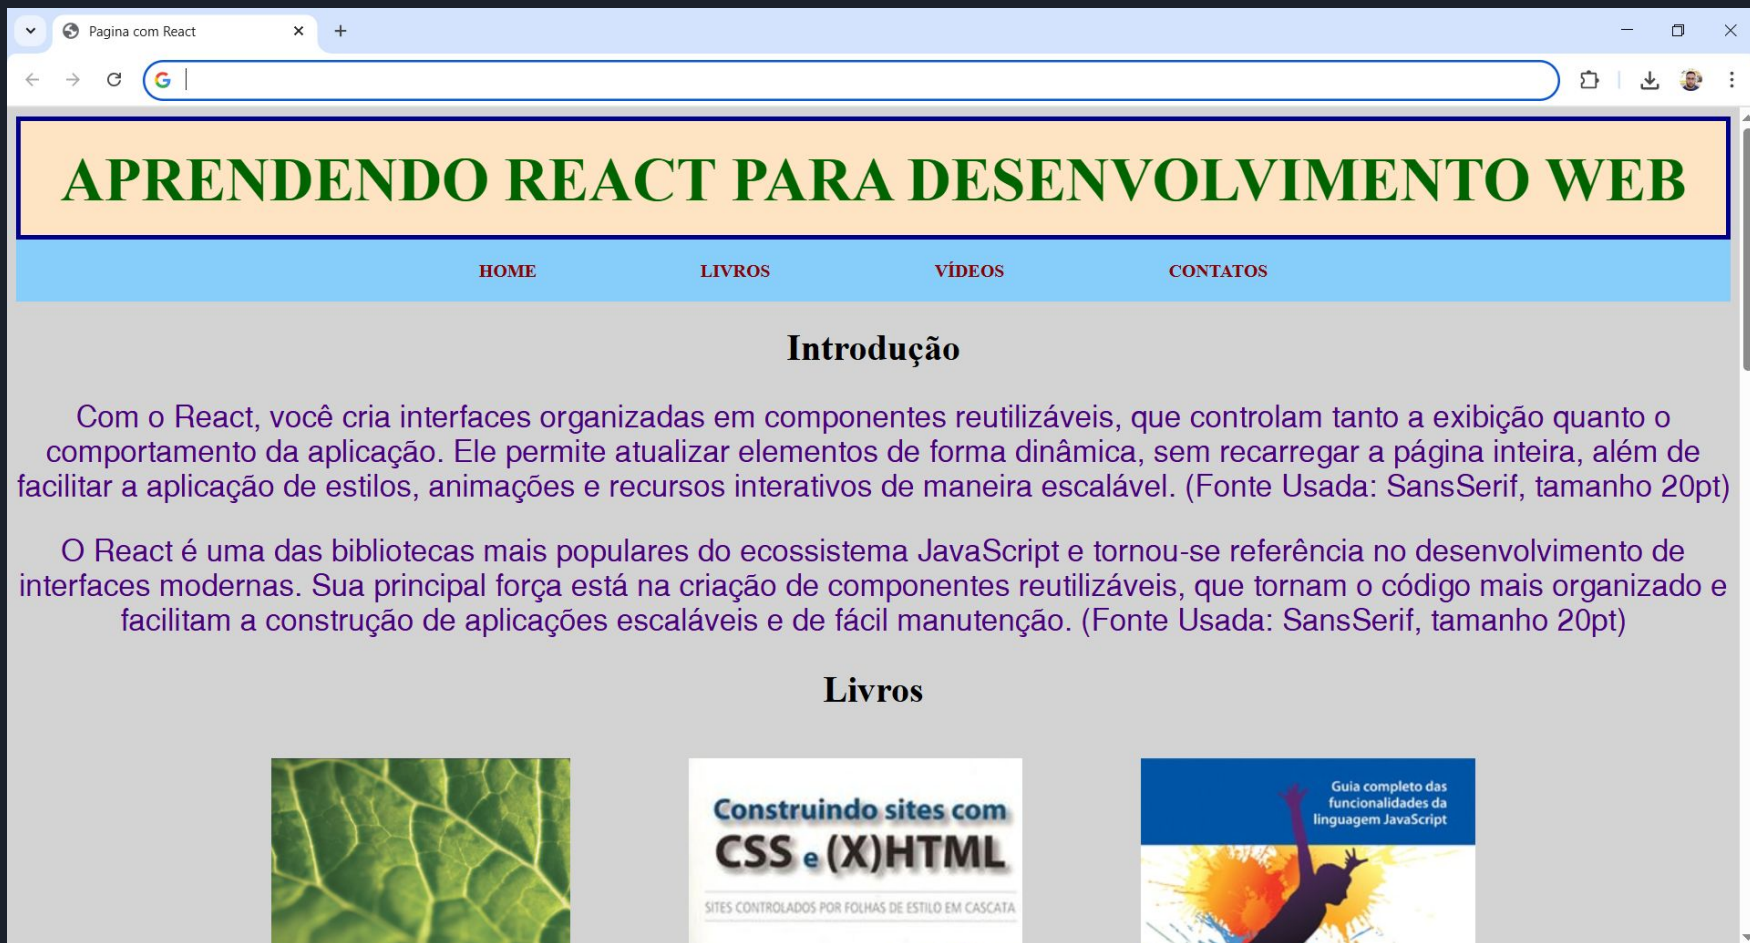 Pagina com React
APRENDENDO REACT PARA DESENVOLVIMENTO WEB
HOME LIVROS VÍDEOS CONTATOS
Introdução
Com o React, você cria interfaces organizadas em componentes reutilizáveis, que controlam tanto a exibição quanto o
comportamento da aplicação. Ele permite atualizar elementos de forma dinâmica, sem recarregar a página inteira, além de
facilitar a aplicação de estilos, animações e recursos interativos de maneira escalável. (Fonte Usada: SansSerif, tamanho 20pt)
O React é uma das bibliotecas mais populares do ecossistema JavaScript e tornou-se referência no desenvolvimento de
interfaces modernas. Sua principal força está na criação de componentes reutilizáveis, que tornam o código mais organizado e
facilitam a construção de aplicações escaláveis e de fácil manutenção. (Fonte Usada: SansSerif, tamanho 20pt)
Livros
Construindo sites com
CSS e (X)HTML
SITES CONTROLADOS POR FOLHAS DE ESTILO EM CASCATA
Guia completo das
funcionalidades da
linguagem JavaScript